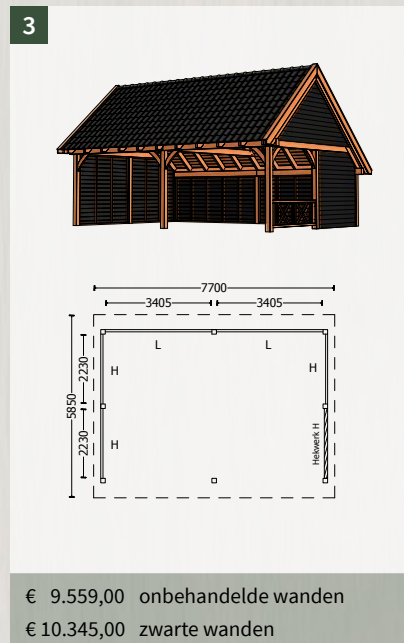 3
7700
3405 3405
L L
5850
2230
H H
2230
H
Hekwerk H
€ 9.559,00 onbehandelde wanden
€ 10.345,00 zwarte wanden